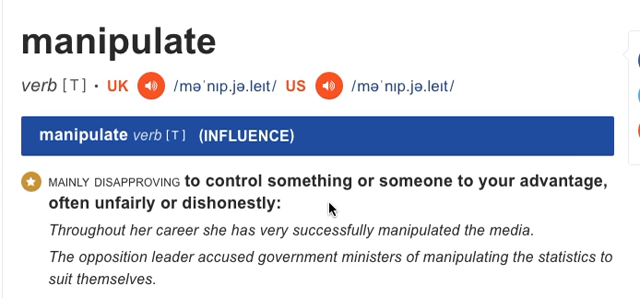 manipulate
verb [T] • UK /məˈnɪp.jə.leɪt/ US /məˈnɪp.jə.leɪt/
manipulate verb [T] (INFLUENCE)
MAINLY DISAPPROVING to control something or someone to your advantage,
often unfairly or dishonestly:
Throughout her career she has very successfully manipulated the media.
The opposition leader accused government ministers of manipulating the statistics to
suit themselves.